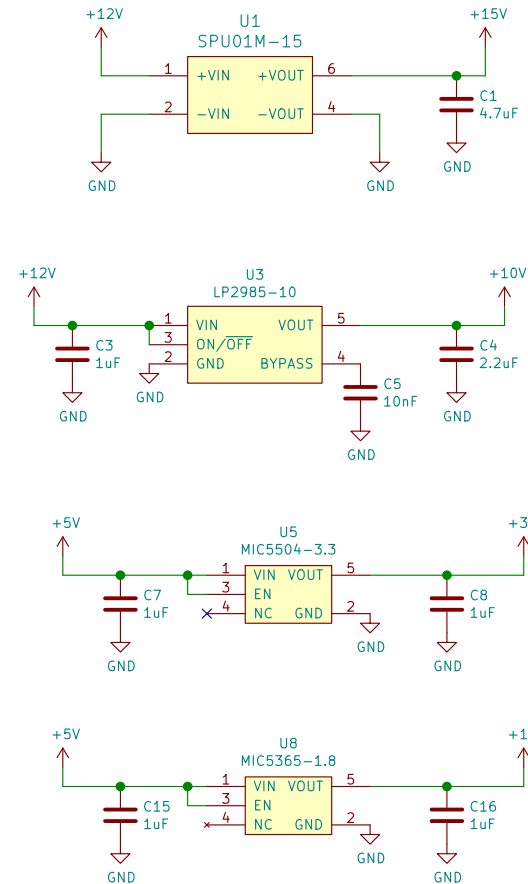 +12V
+15V
U1
SPU01M-15
1 +VIN +VOUT 6
2 -VIN -VOUT 4
C1
4.7uF
GND
GND
GND
+12V
+10V
U3
LP2985-10
1 VIN VOUT 5
3 ON/OFF
2 GND BYPASS 4
C3
1uF
C4
2.2uF
C5
10nF
GND
GND
GND
GND
+5V
+3
U5
MIC5504-3.3
1 VIN VOUT 5
3 EN
4 NC GND 2
C7
1uF
C8
1uF
GND
GND
GND
+5V
+1
U8
MIC5365-1.8
1 VIN VOUT 5
3 EN
4 NC GND 2
C15
1uF
C16
1uF
GND
GND
GND